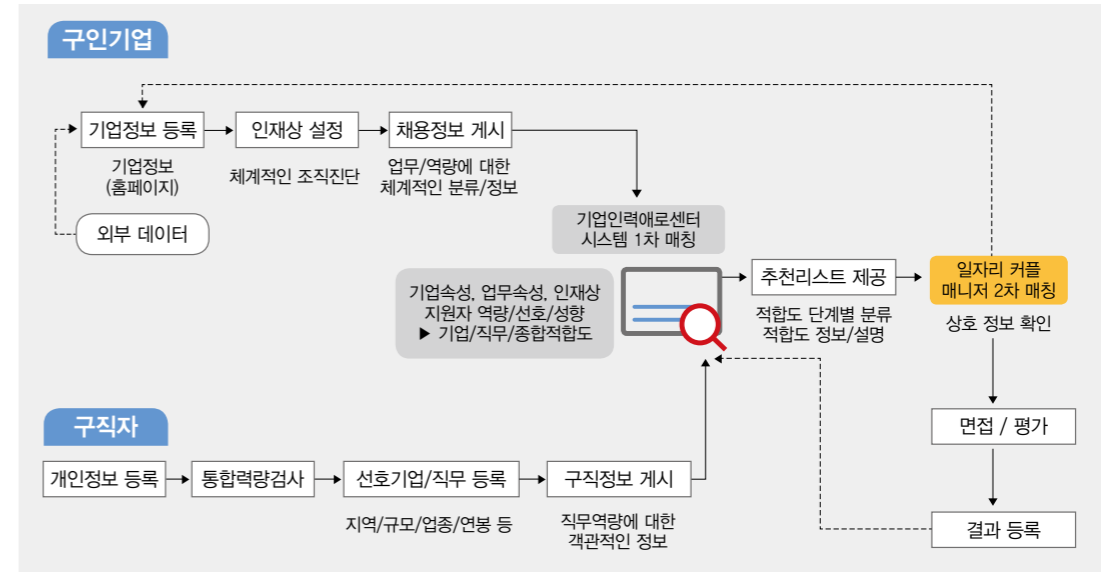 구인기업
기업정보 등록
인재상 설정
채용정보 게시
기업정보
(홈페이지)
체계적인 조직진단
업무/역량에 대한
체계적인 분류/정보
외부 데이터
기업인력애로센터
시스템 1차 매칭
기업속성, 업무속성, 인재상
지원자 역량/선호/성향
▶ 기업/직무/종합적합도
추천리스트 제공
적합도 단계별 분류
적합도 정보/설명
일자리 커플
매니저 2차 매칭
상호 정보 확인
면접 / 평가
결과 등록
구직자
개인정보 등록
통합력량검사
선호기업/직무 등록
구직정보 게시
지역/규모/업종/연봉 등
직무역량에 대한
객관적인 정보